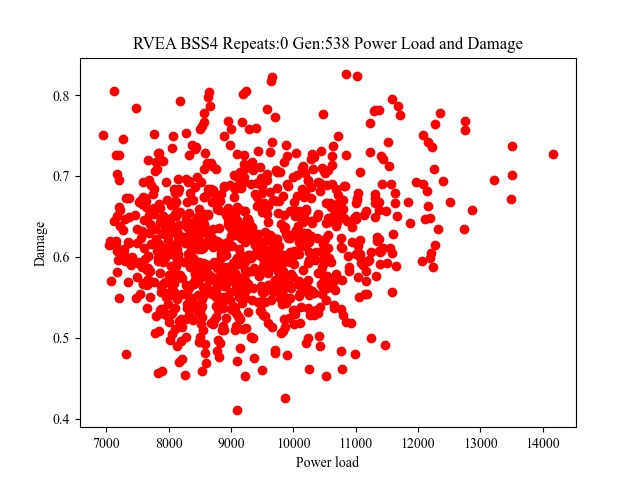 RVEA BSS4 Repeats:0 Gen:538 Power Load and Damage
0.8
0.7
0.6
0.5
0.4
Damage
7000 8000 9000 10000 11000 12000 13000 14000
Power load